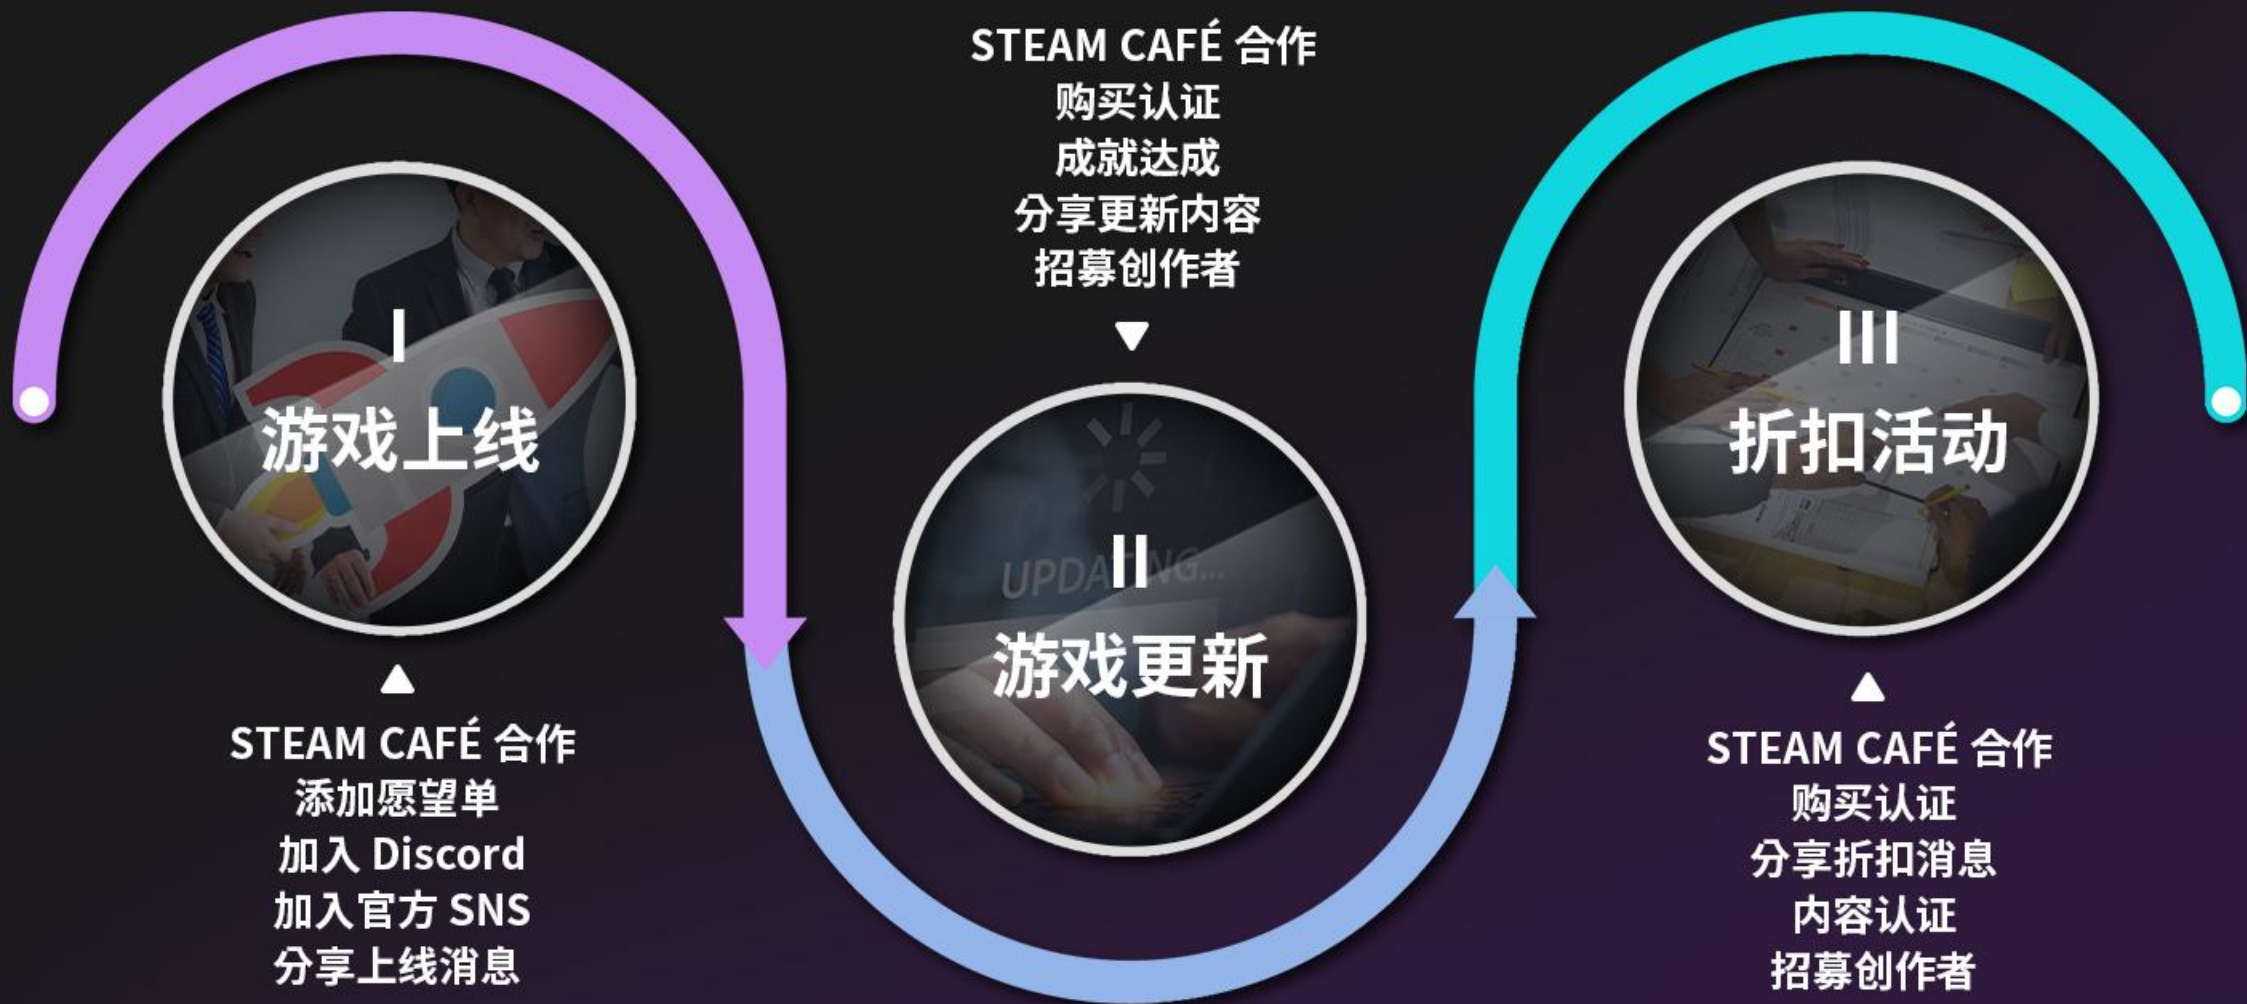 I
游戏上线
STEAM CAFÉ 合作
添加愿望单
加入 Discord
加入官方 SNS
分享上线消息
STEAM CAFÉ 合作
购买认证
成就达成
分享更新内容
招募创作者
UPDATING...
II
游戏更新
III
折扣活动
STEAM CAFÉ 合作
购买认证
分享折扣消息
内容认证
招募创作者